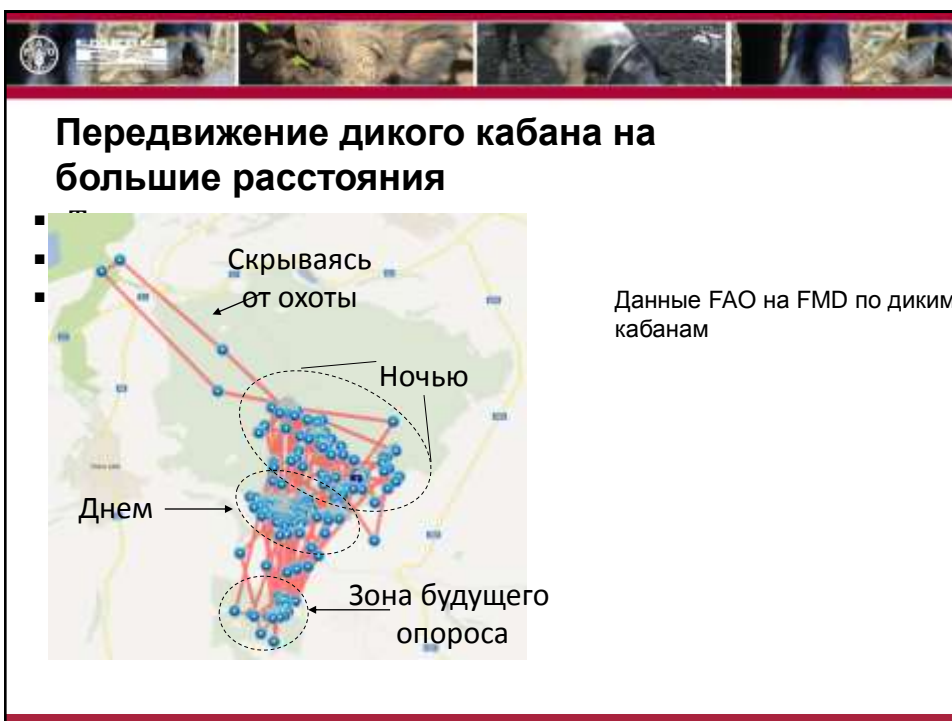 Передвижение дикого кабана на
большие расстояния
Скрываясь
от охоты
Ночью
Днем
Зона будущего
опороса
Данные FAO на FMD по диким
кабанам